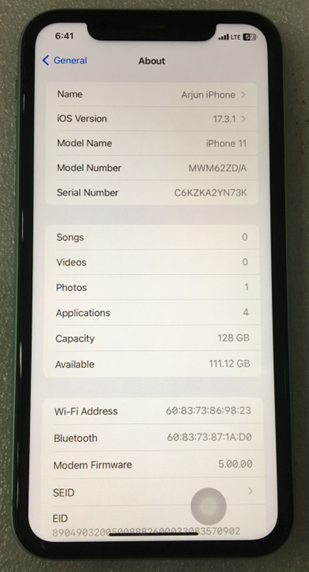 6:41 LTE
General About
Name Arjun iPhone
iOS Version 17.3.1
Model Name iPhone 11
Model Number MWM62ZD/A
Serial Number C6KZKA2YN73K
Songs 0
Videos 0
Photos 1
Applications 4
Capacity 128 GB
Available 111.12 GB
Wi-Fi Address 60:83:73:86:98:23
Bluetooth 60:83:73:87:1A:D0
Modem Firmware 5.00.00
SEID
EID